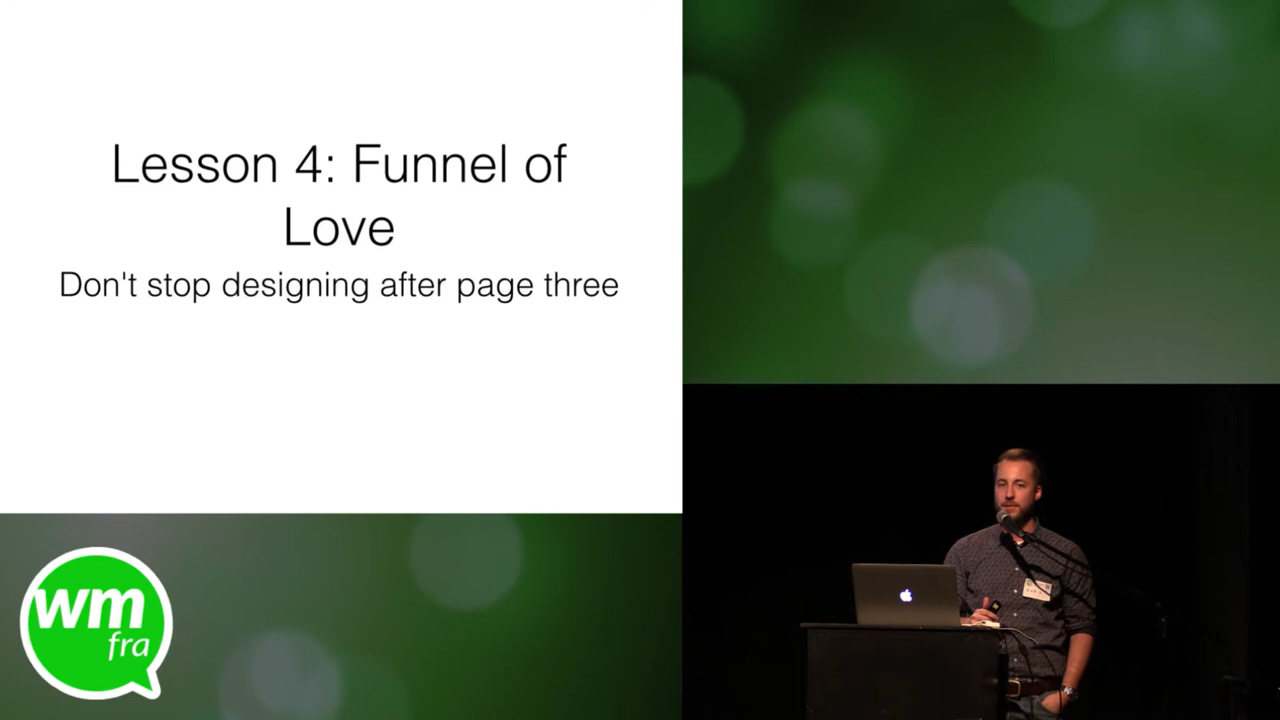 Lesson 4: Funnel of
Love
Don't stop designing after page three
wm
fra